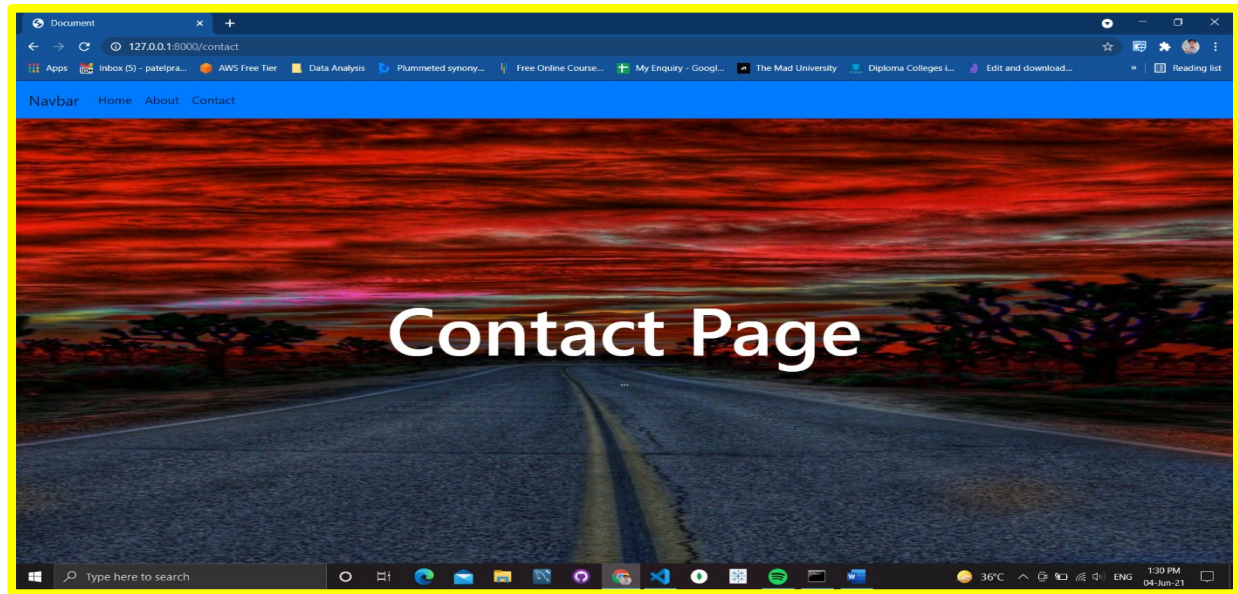 Document
127.0.0.1:8000/contact
Apps Inbox (5) - patelpra... AWS Free Tier Data Analysis Plummeted synony... Free Online Course... My Enquiry - Googl... The Mad University Diploma Colleges i... Edit and download... » Reading list
Navbar Home About Contact
Contact Page
...
Type here to search 36°C ENG 1:30 PM
04-Jun-21